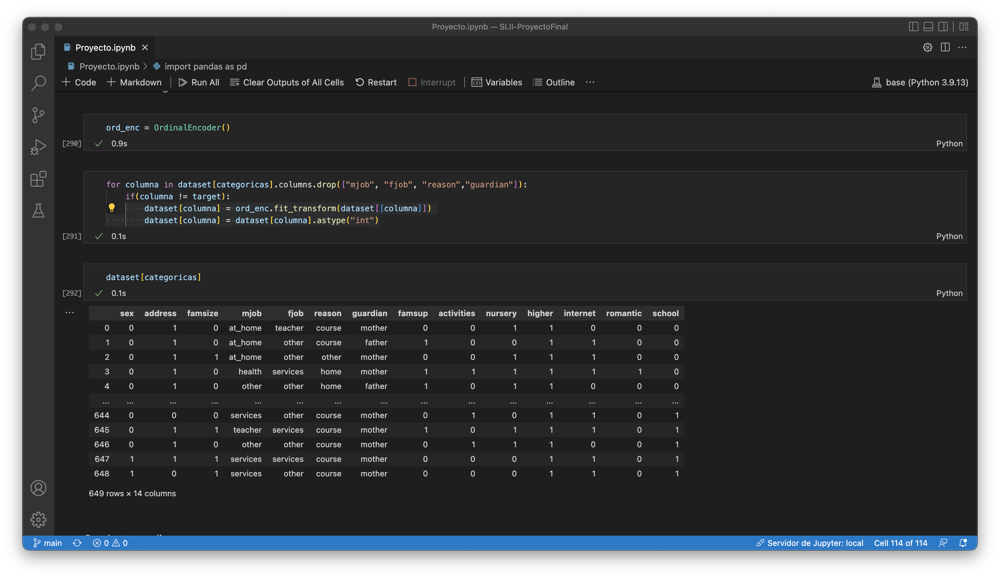 Proyecto.ipynb — SLII-ProyectoFinal
Proyecto.ipynb
Proyecto.ipynb > import pandas as pd
Code Markdown Run All Clear Outputs of All Cells Restart Interrupt Variables Outline ... base (Python 3.9.13)
ord_enc = OrdinalEncoder()
[290] 0.9s Python
for columna in dataset[categoricas].columns.drop(["mjob", "fjob", "reason","guardian"]):
if(columna != target):
dataset[columna] = ord_enc.fit_transform(dataset[[columna]])
dataset[columna] = dataset[columna].astype("int")
[291] 0.1s Python
dataset[categoricas]
[292] 0.1s Python
... sex address famsize mjob fjob reason guardian famsup activities nursery higher internet romantic school
0 0 1 0 at_home teacher course mother 0 0 1 1 0 0 0
1 0 1 0 at_home other course father 1 0 0 1 1 0 0
2 0 1 1 at_home other other mother 0 0 1 1 1 0 0
3 0 1 0 health services home mother 1 1 1 1 1 1 0
4 0 1 0 other other home father 1 0 1 1 0 0 0
... ... ... ... ... ... ... ... ... ... ... ... ... ... ...
644 0 0 0 services other course mother 0 1 0 1 1 0 1
645 0 1 1 teacher services course mother 1 0 1 1 1 0 1
646 0 1 0 other other course mother 0 1 1 1 0 0 1
647 1 1 1 services services course mother 0 0 0 1 1 0 1
648 1 0 1 services other course mother 0 0 0 1 1 0 1
649 rows × 14 columns
main 0 0 Servidor de Jupyter: local Cell 114 of 114